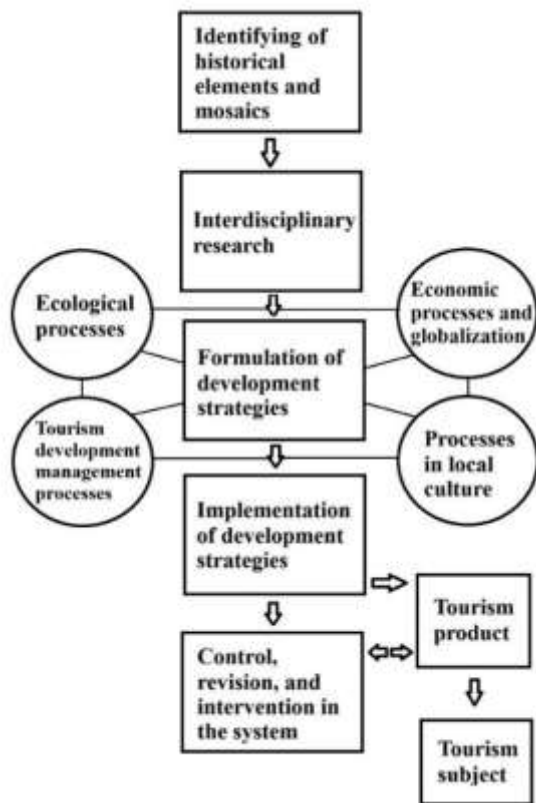 Identifying of
historical
elements and
mosaics
Interdisciplinary
research
Ecological
processes
Economic
processes and
globalization
Formulation of
development
strategies
Tourism
development
management
processes
Processes
in local
culture
Implementation
of development
strategies
Tourism
product
Control,
revision, and
intervention in
the system
Tourism
subject